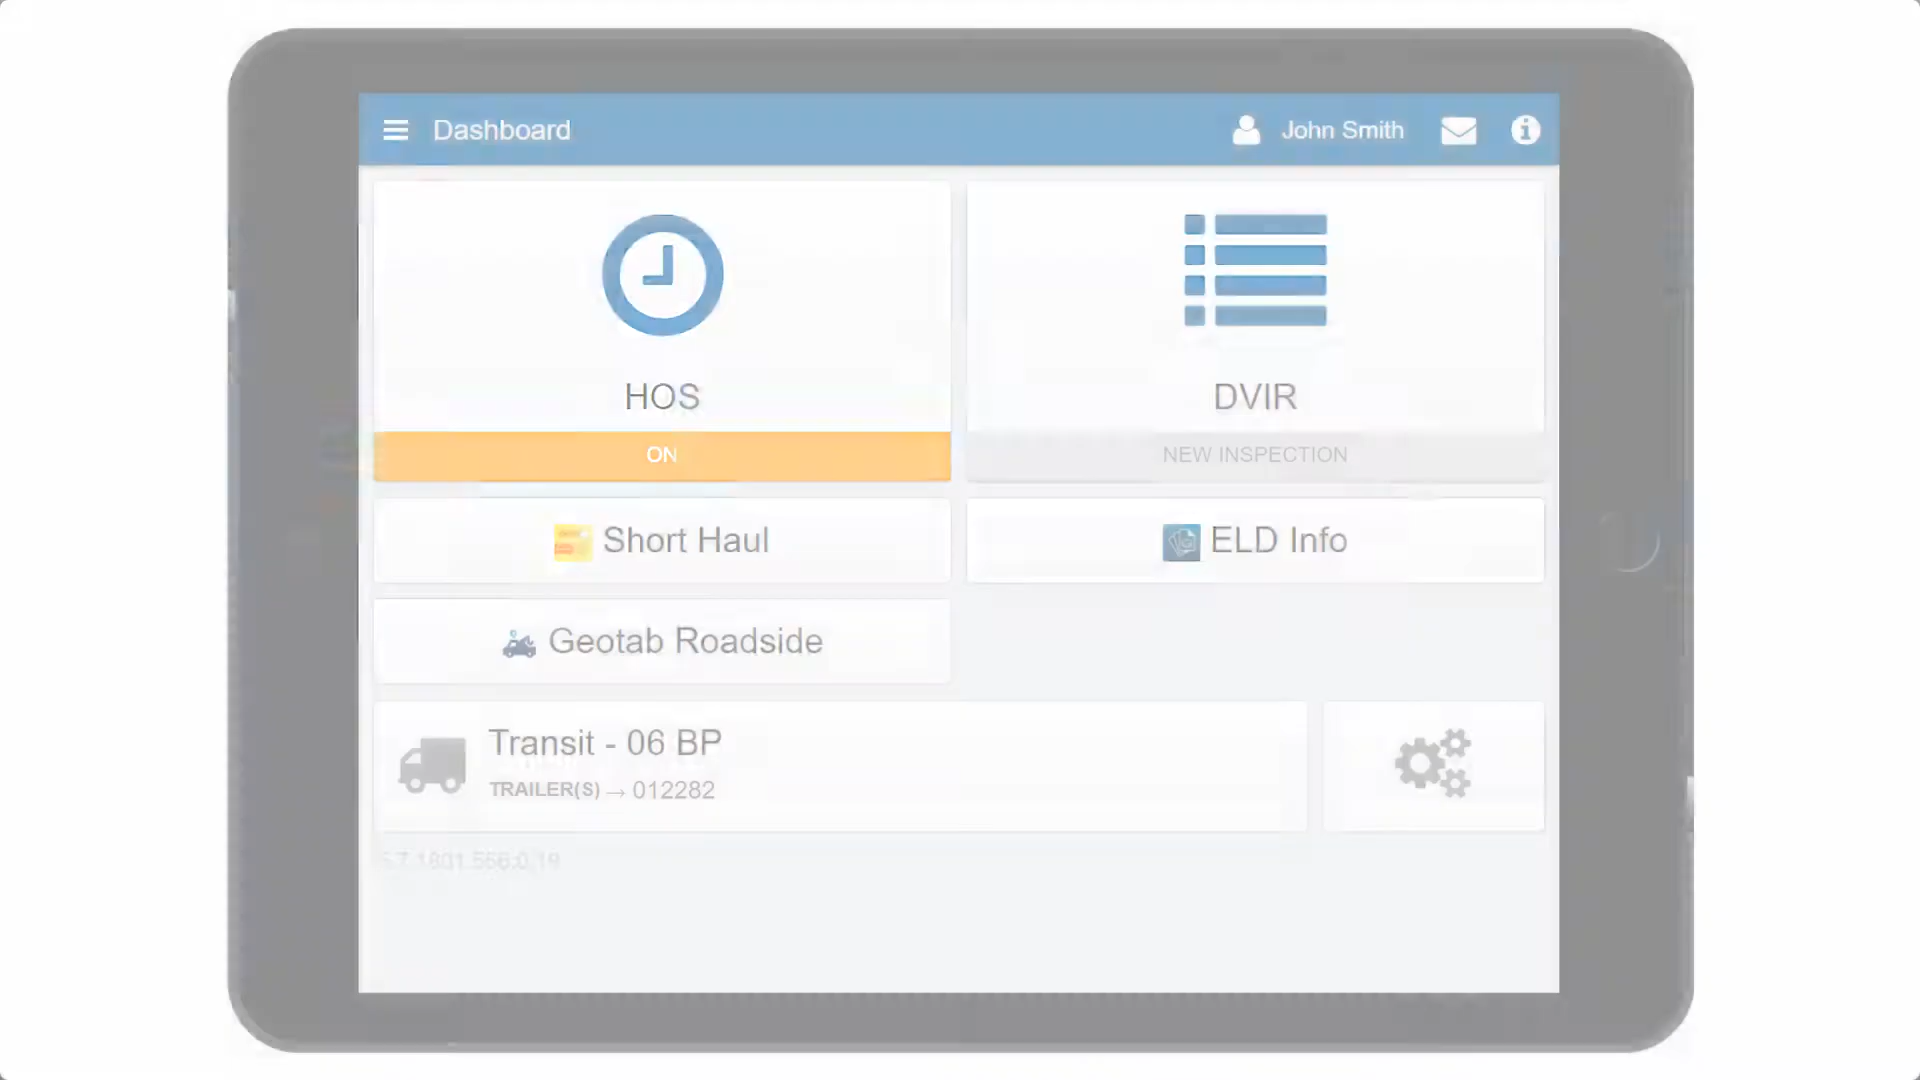 Dashboard
John Smith
HOS
ON
DVIR
NEW INSPECTION
Short Haul
ELD Info
Geotab Roadside
Transit - 06 BP
TRAILER(S) → 012282